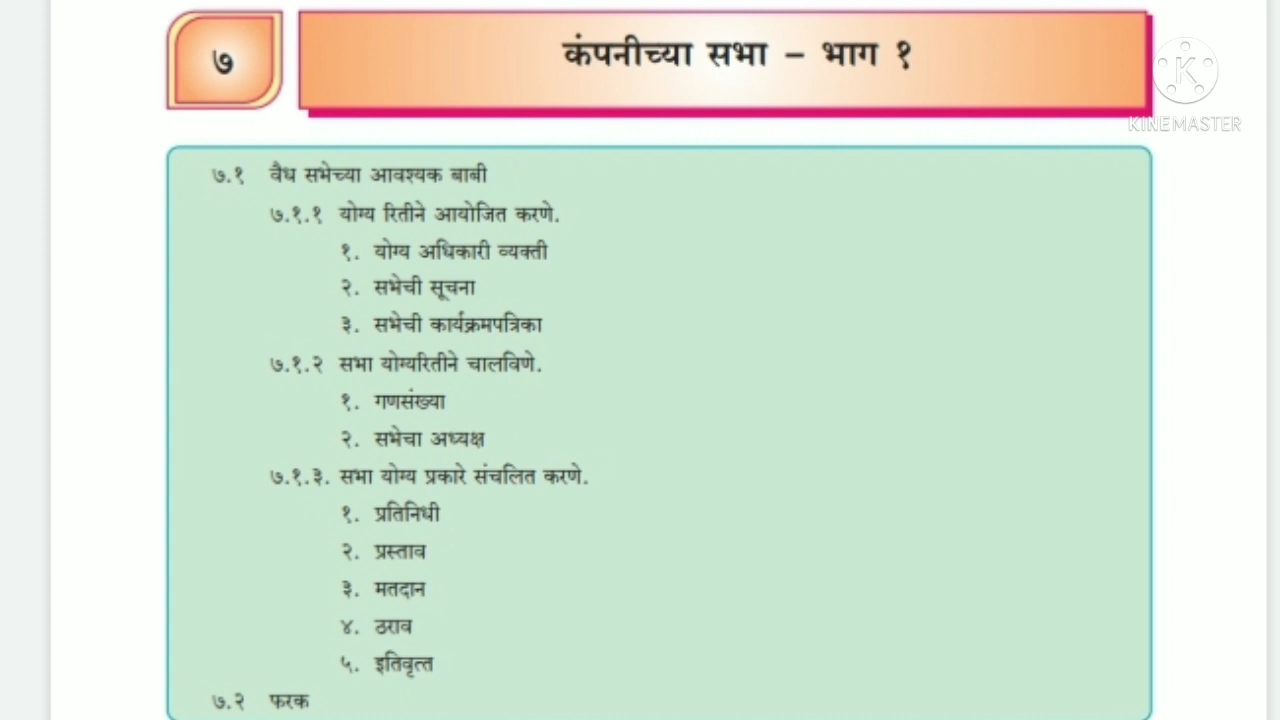 ७
कंपनीच्या सभा – भाग १
KINEMASTER
७.१ वैध सभेच्या आवश्यक बाबी
७.१.१ योग्य रितीने आयोजित करणे.
१. योग्य अधिकारी व्यक्ती
२. सभेची सूचना
३. सभेची कार्यक्रमपत्रिका
७.१.२ सभा योग्यरितीने चालविणे.
१. गणसंख्या
२. सभेचा अध्यक्ष
७.१.३. सभा योग्य प्रकारे संचलित करणे.
१. प्रतिनिधी
२. प्रस्ताव
३. मतदान
४. ठराव
५. इतिवृत्त
७.२ फरक